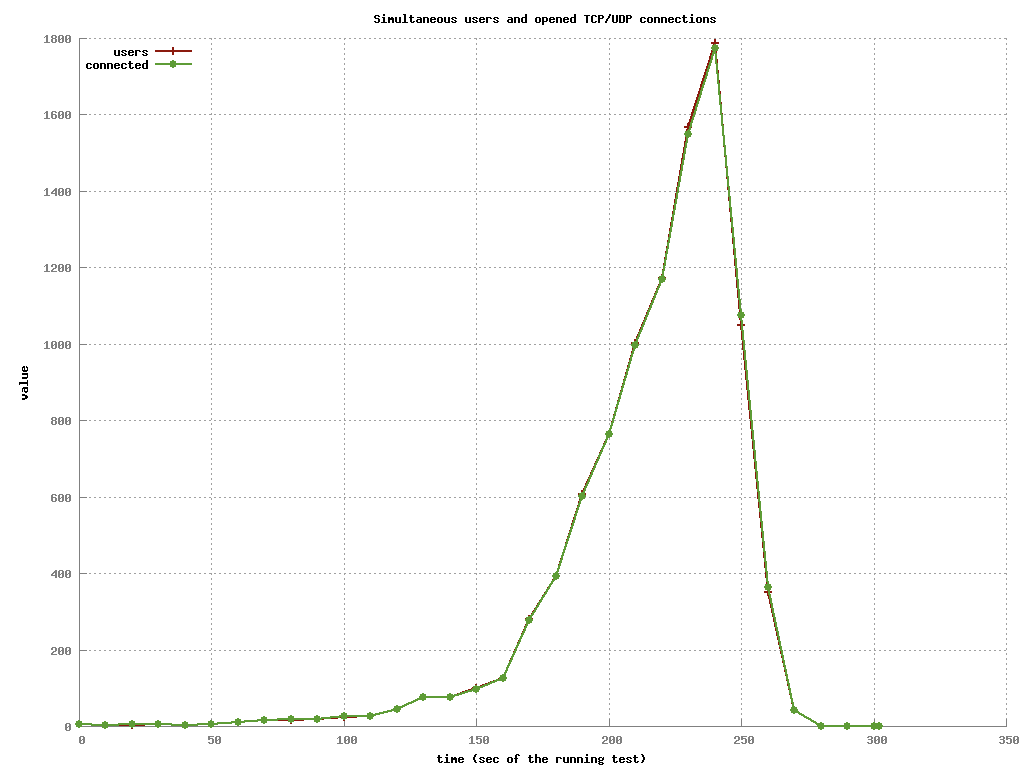 Simultaneous users and opened TCP/UDP connections
1800
users
connected
1600
1400
1200
1000
value
800
600
400
200
0
0 50 100 150 200 250 300 350
time (sec of the running test)